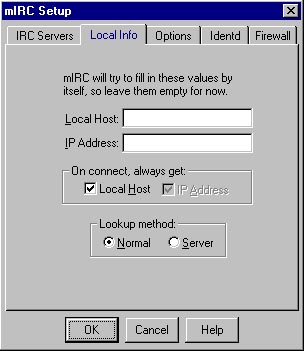 mIRC Setup
IRC Servers Local Info Options Identd Firewall
mIRC will try to fill in these values by
itself, so leave them empty for now.
Local Host:
IP Address:
On connect, always get:
Local Host IP Address
Lookup method:
Normal Server
OK Cancel Help